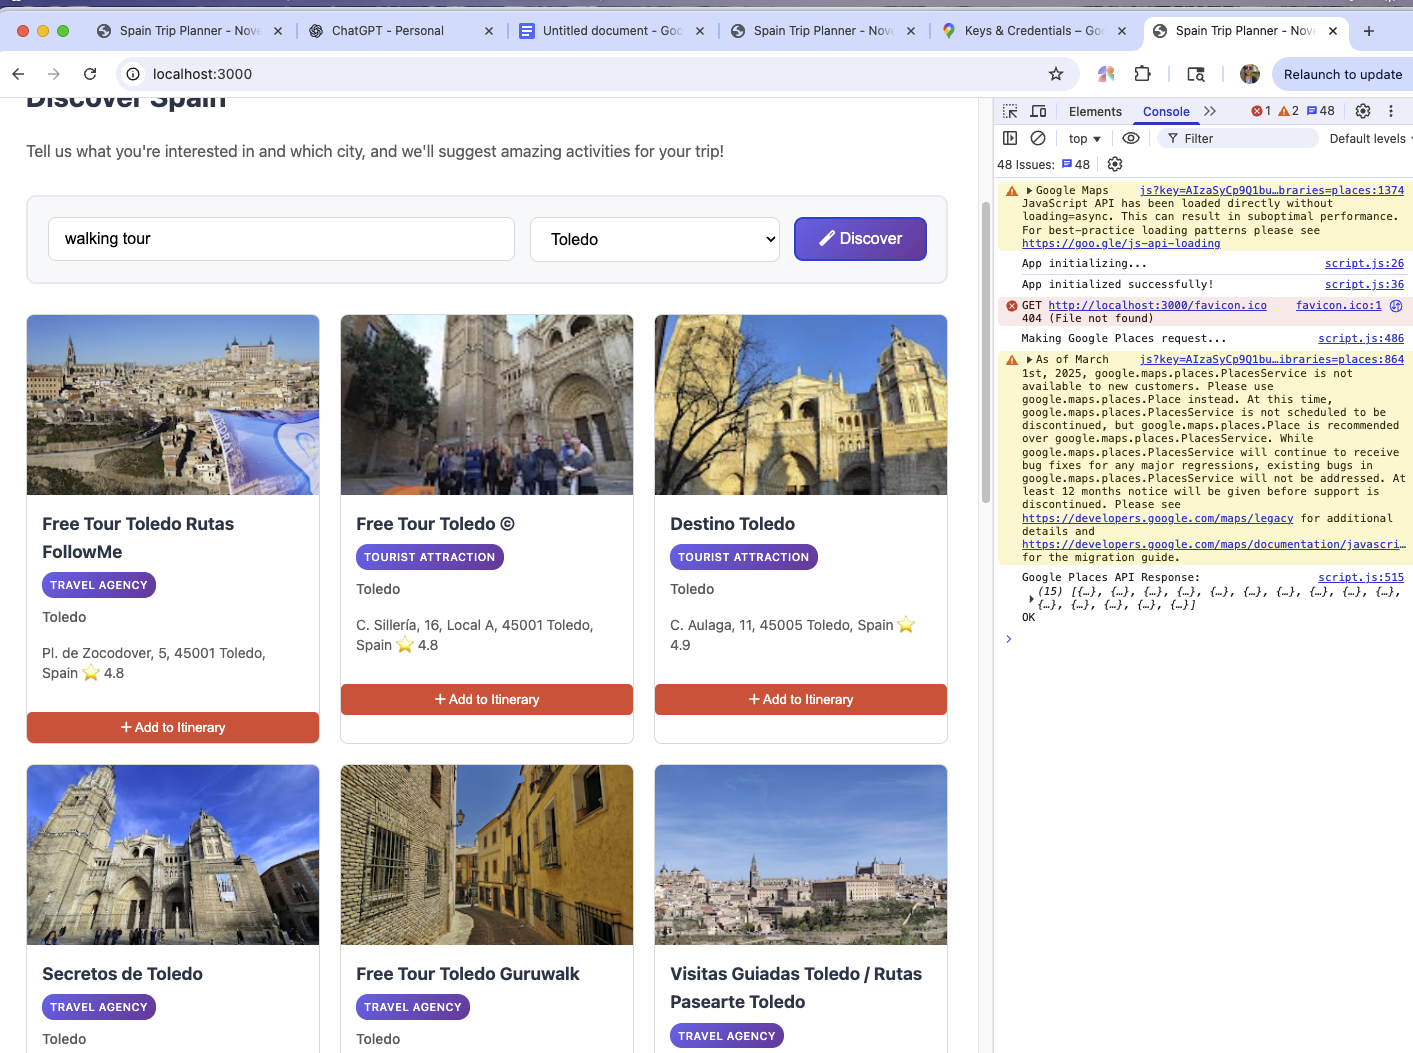 Spain Trip Planner - Nove
ChatGPT - Personal
Untitled document - Goo
Spain Trip Planner - Nove
Keys & Credentials – Goo
Spain Trip Planner - Nove
localhost:3000
Relaunch to update
Discover Spain
Tell us what you're interested in and which city, and we'll suggest amazing activities for your trip!
walking tour
Toledo
Discover
Free Tour Toledo Rutas
FollowMe
TRAVEL AGENCY
Toledo
Pl. de Zocodover, 5, 45001 Toledo,
Spain ⭐ 4.8
+ Add to Itinerary
Free Tour Toledo ©
TOURIST ATTRACTION
Toledo
C. Sillería, 16, Local A, 45001 Toledo,
Spain ⭐ 4.8
+ Add to Itinerary
Destino Toledo
TOURIST ATTRACTION
Toledo
C. Aulaga, 11, 45005 Toledo, Spain ⭐
4.9
+ Add to Itinerary
Secretos de Toledo
TRAVEL AGENCY
Toledo
Free Tour Toledo Guruwalk
TRAVEL AGENCY
Toledo
Visitas Guiadas Toledo / Rutas
Pasearte Toledo
TRAVEL AGENCY
Elements
Console
1
2
48
top
Filter
Default levels
48 Issues: 48
Google Maps js?key=AIzaSyCp9Q1bu…braries=places:1374
JavaScript API has been loaded directly without
loading=async. This can result in suboptimal performance.
For best-practice loading patterns please see
https://goo.gle/js-api-loading
App initializing... script.js:26
App initialized successfully! script.js:36
GET http://localhost:3000/favicon.ico favicon.ico:1
404 (File not found)
Making Google Places request... script.js:486
As of March js?key=AIzaSyCp9Q1bu…ibraries=places:864
1st, 2025, google.maps.places.PlacesService is not
available to new customers. Please use
google.maps.places.Place instead. At this time,
google.maps.places.PlacesService is not scheduled to be
discontinued, but google.maps.places.Place is recommended
over google.maps.places.PlacesService. While
google.maps.places.PlacesService will continue to receive
bug fixes for any major regressions, existing bugs in
google.maps.places.PlacesService will not be addressed. At
least 12 months notice will be given before support is
discontinued. Please see
https://developers.google.com/maps/legacy for additional
details and
https://developers.google.com/maps/documentation/javascri…
for the migration guide.
Google Places API Response: script.js:515
(15) [{…}, {…}, {…}, {…}, {…}, {…}, {…}, {…}, {…}, {…},
{…}, {…}, {…}, {…}, {…}]
OK